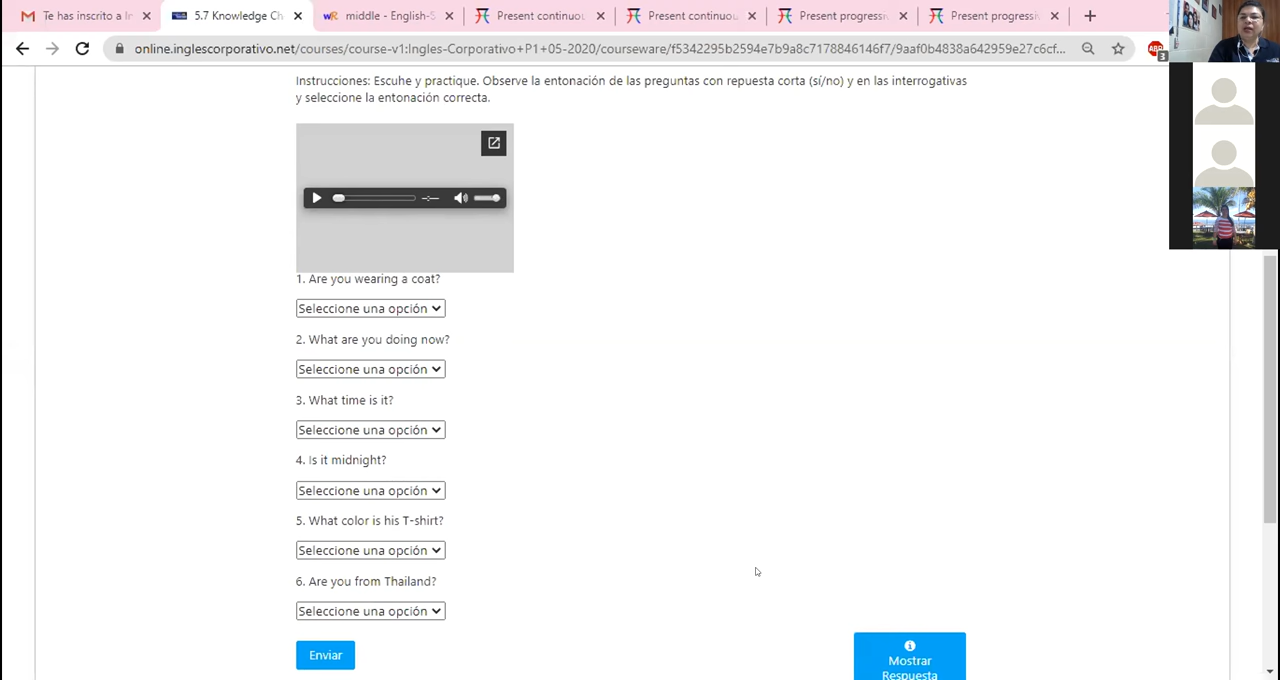 Te has inscrito a In
5.7 Knowledge Ch
middle - English-S
Present continuou
Present continuou
Present progressi
Present progressi
online.inglescorporativo.net/courses/course-v1:Ingles-Corporativo+P1+05-2020/courseware/f5342295b2594e7b9a8c7178846146f7/9aaf0b4838a642959e27c6cf...
ABP
3
Instrucciones: Escuhe y practique. Observe la entonación de las preguntas con repuesta corta (sí/no) y en las interrogativas
y seleccione la entonación correcta.
-:--
1. Are you wearing a coat?
Seleccione una opción
2. What are you doing now?
Seleccione una opción
3. What time is it?
Seleccione una opción
4. Is it midnight?
Seleccione una opción
5. What color is his T-shirt?
Seleccione una opción
6. Are you from Thailand?
Seleccione una opción
Enviar
Mostrar
Respuesta